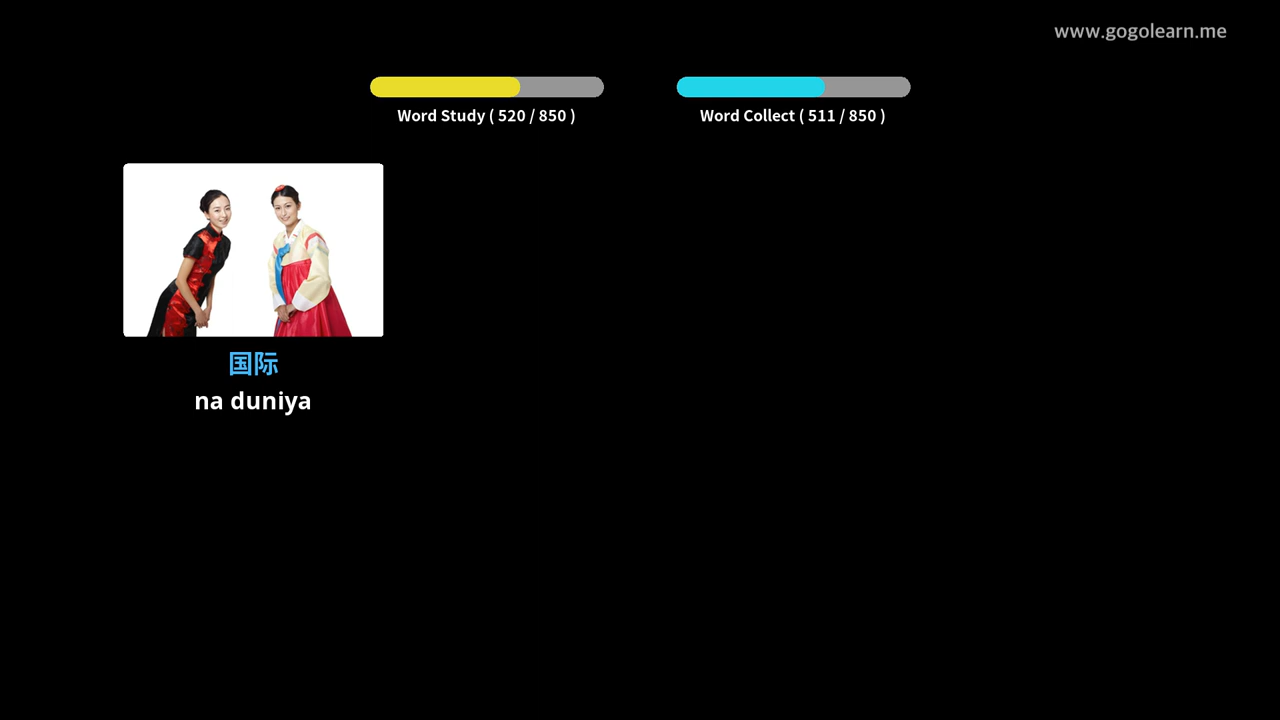 www.gogolearn.me
Word Study ( 520 / 850 )
Word Collect ( 511 / 850 )
国际
na duniya